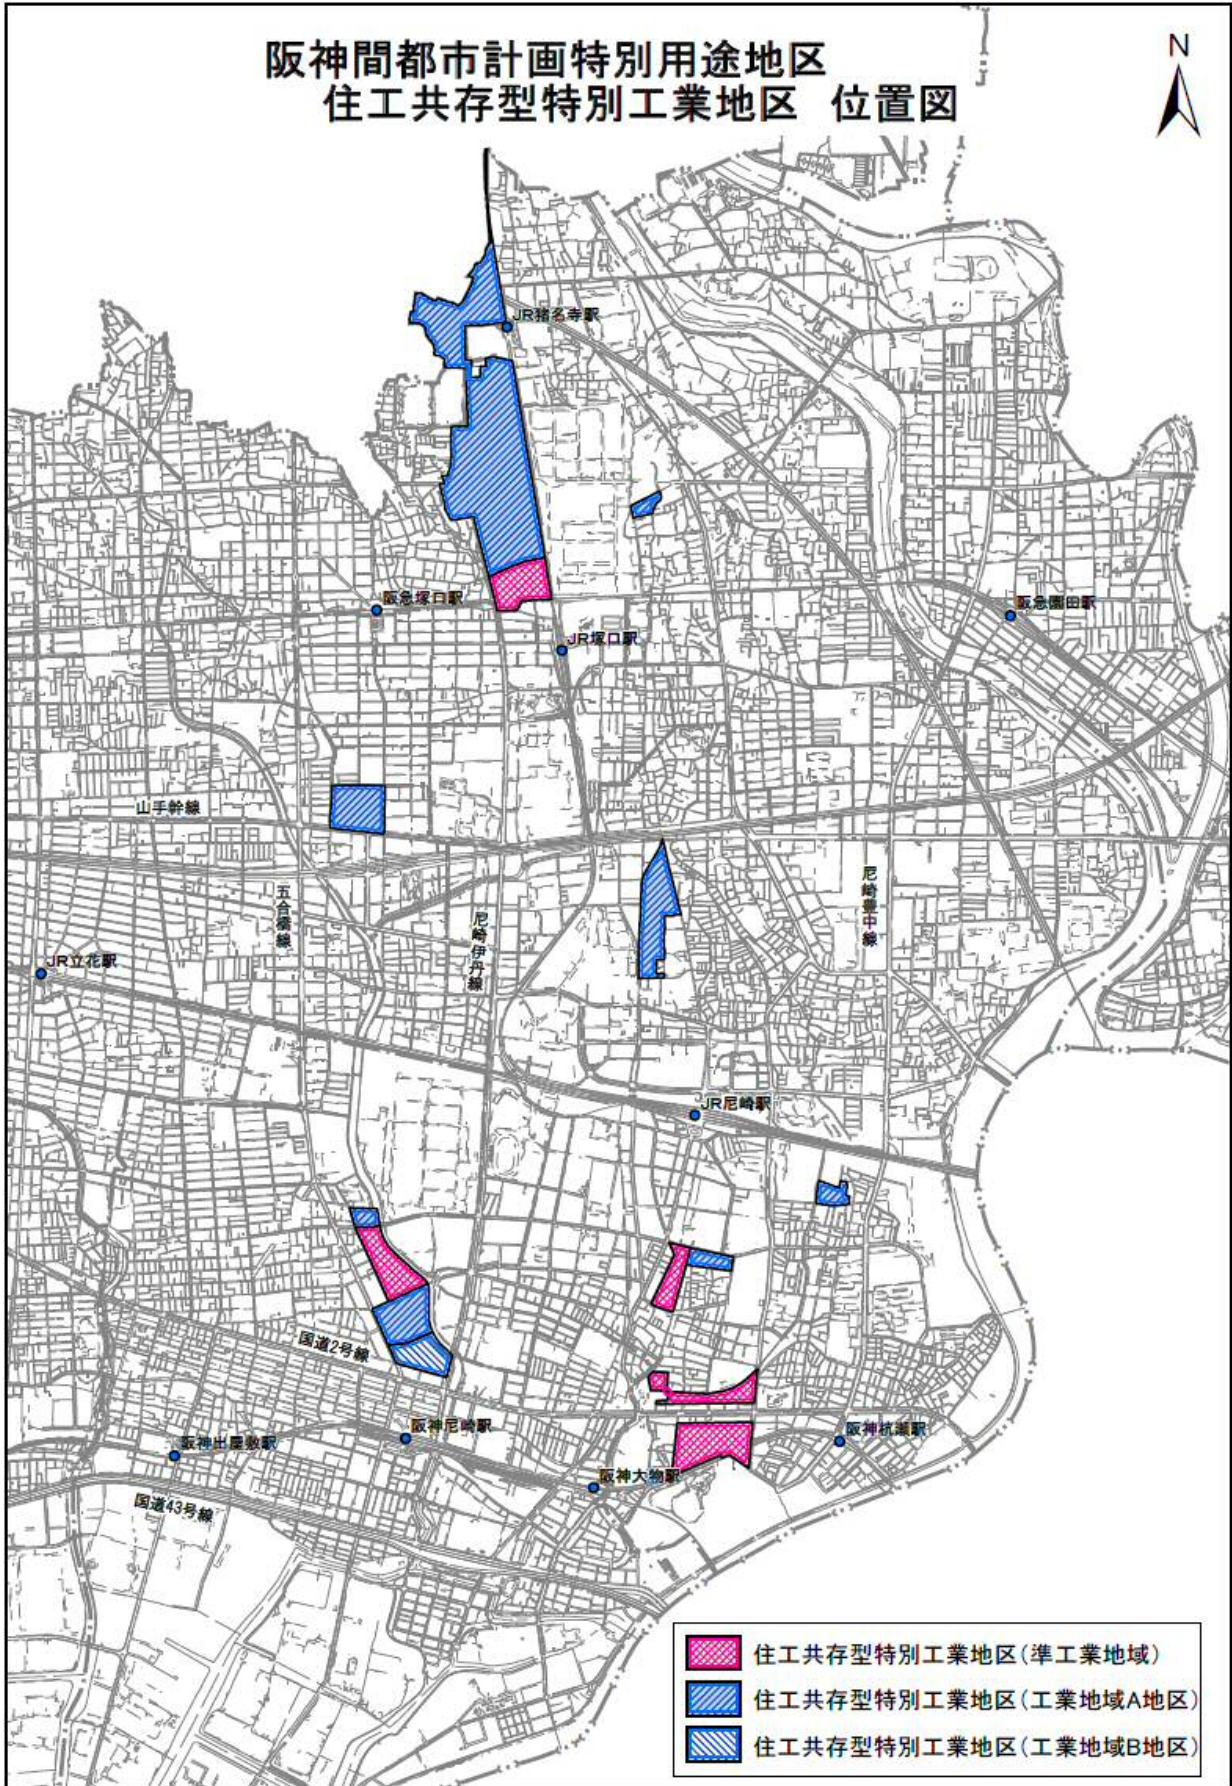 阪神間都市計画特別用途地区
住工共存型特別工業地区 位置図
N
JR猪名寺駅
阪急塚口駅
阪急園田駅
JR塚口駅
山手幹線
五合橋線
尼崎伊丹線
尼崎豊中線
JR立花駅
JR尼崎駅
国道2号線
阪神尼崎駅
阪神杭瀬駅
阪神出屋敷駅
阪神大物駅
国道43号線
住工共存型特別工業地区(準工業地域)
住工共存型特別工業地区(工業地域A地区)
住工共存型特別工業地区(工業地域B地区)